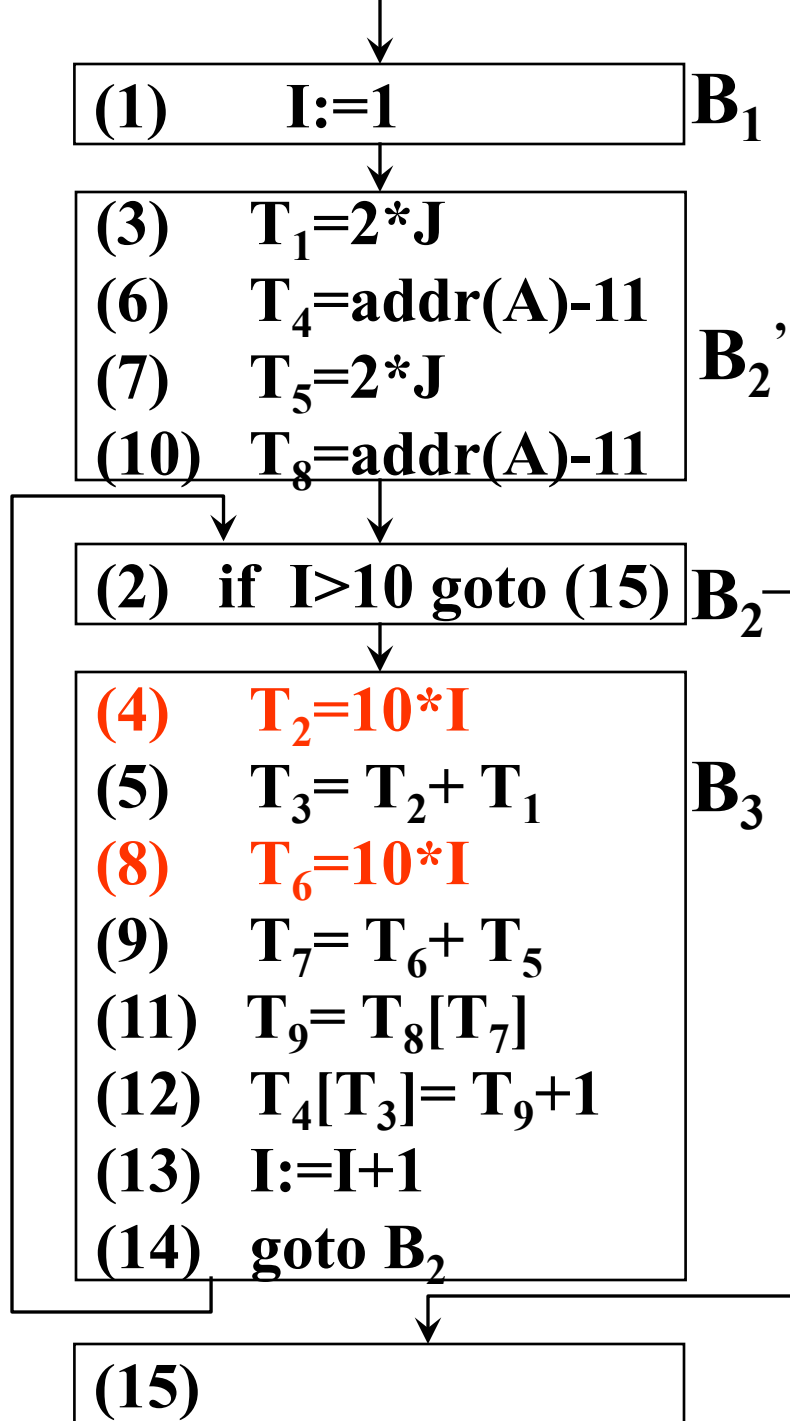 (1) I:=1 B₁
(3) T₁=2*J
(6) T₄=addr(A)-11
B₂’
(7) T₅=2*J
(10) T₈=addr(A)-11
(2) if I>10 goto (15) B₂
(4) T₂=10*I
(5) T₃= T₂+ T₁ B₃
(8) T₆=10*I
(9) T₇= T₆+ T₅
(11) T₉= T₈[T₇]
(12) T₄[T₃]= T₉+1
(13) I:=I+1
(14) goto B₂
(15)